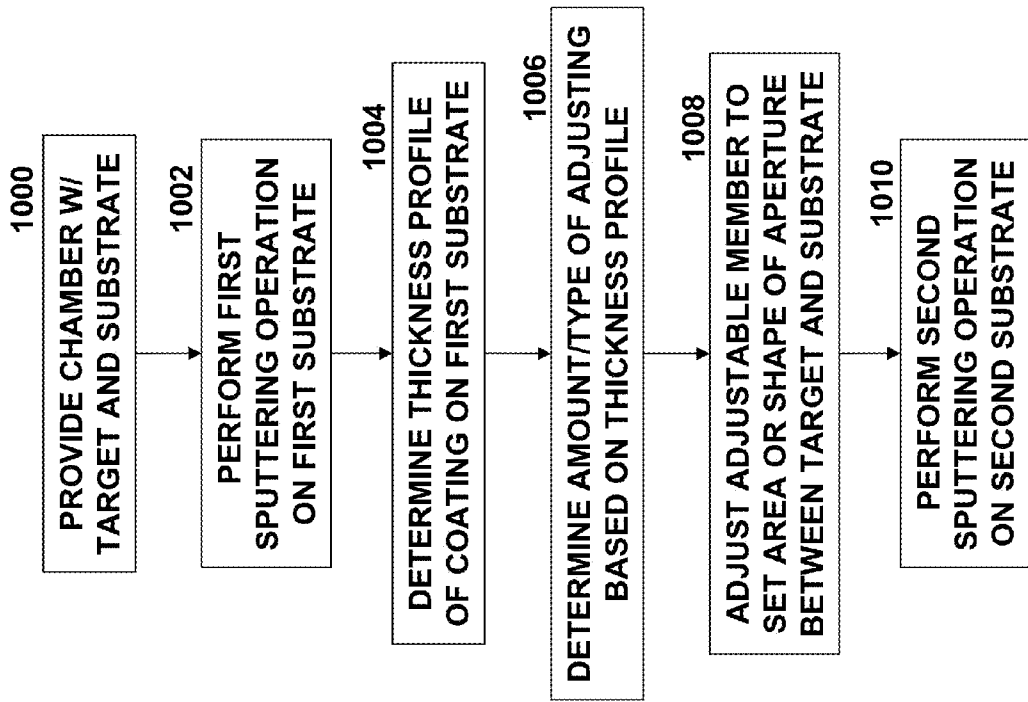 1000
PROVIDE CHAMBER W/
TARGET AND SUBSTRATE
1002
PERFORM FIRST
SPUTTERING OPERATION
ON FIRST SUBSTRATE
1004
DETERMINE THICKNESS PROFILE
OF COATING ON FIRST SUBSTRATE
1006
DETERMINE AMOUNT/TYPE OF ADJUSTING
BASED ON THICKNESS PROFILE
1008
ADJUST ADJUSTABLE MEMBER TO
SET AREA OR SHAPE OF APERTURE
BETWEEN TARGET AND SUBSTRATE
1010
PERFORM SECOND
SPUTTERING OPERATION
ON SECOND SUBSTRATE